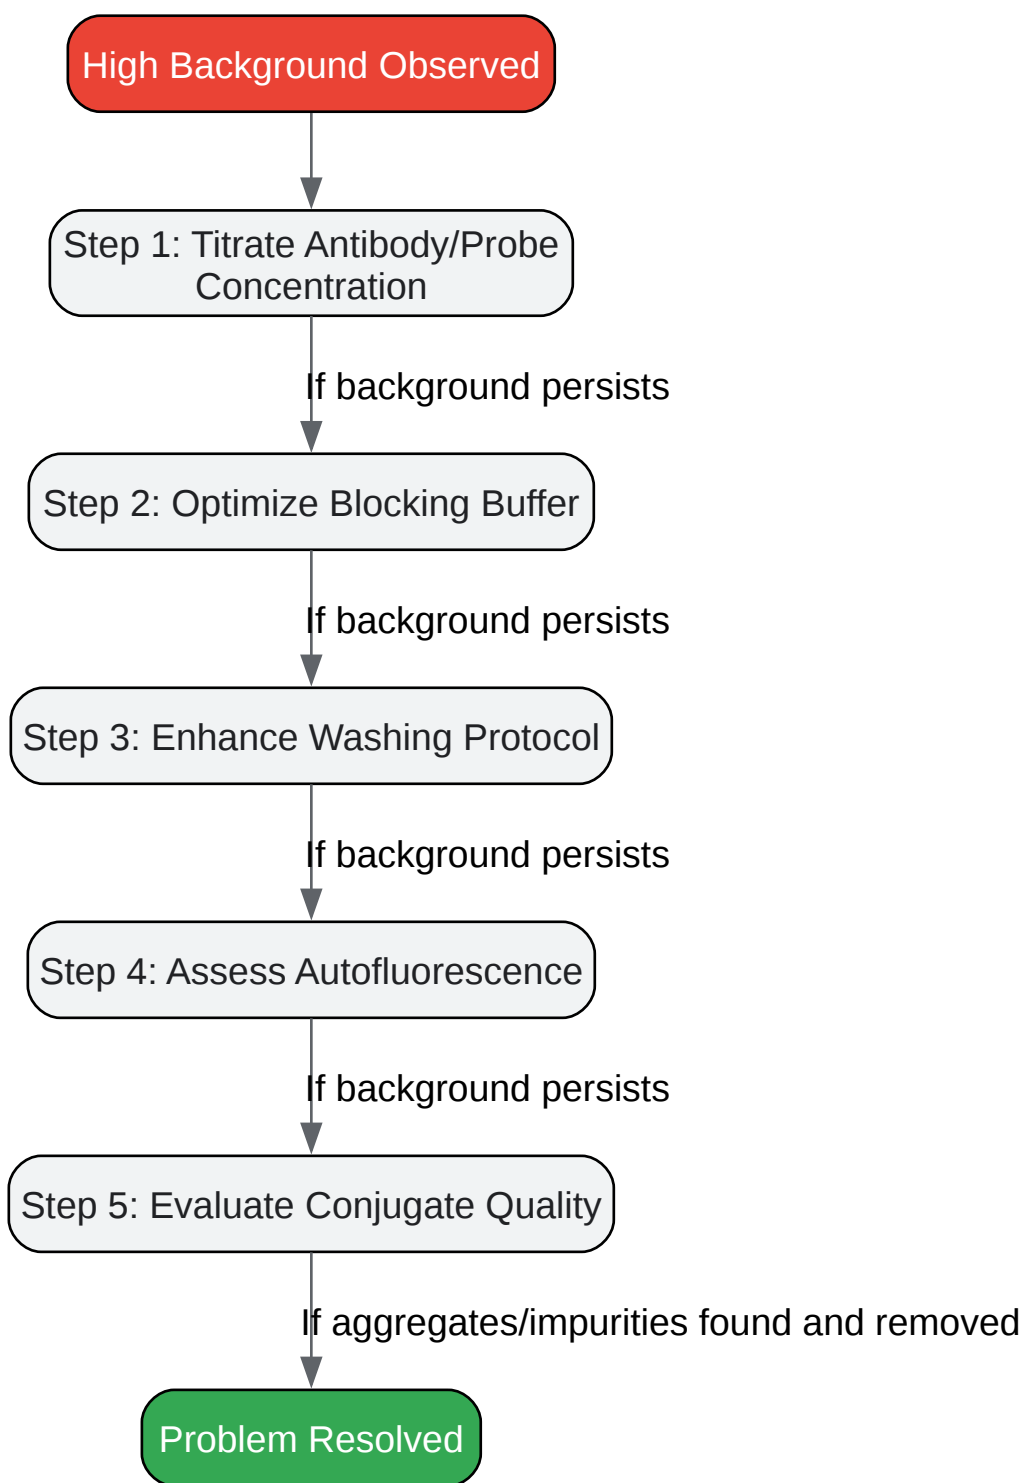 High Background Observed
Step 1: Titrate Antibody/Probe
Concentration
If background persists
Step 2: Optimize Blocking Buffer
If background persists
Step 3: Enhance Washing Protocol
If background persists
Step 4: Assess Autofluorescence
If background persists
Step 5: Evaluate Conjugate Quality
If aggregates/impurities found and removed
Problem Resolved